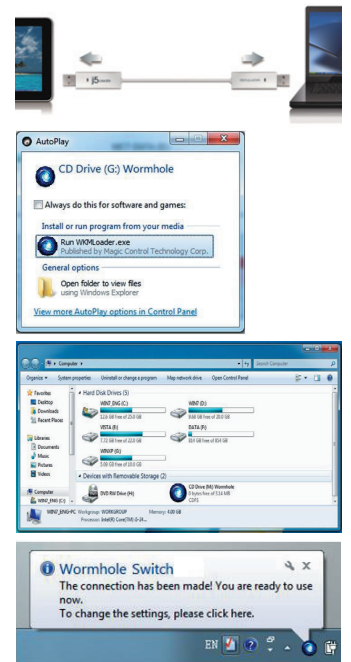 j5create
AutoPlay
CD Drive (G:) Wormhole
Always do this for software and games:
Install or run program from your media
Run WKMLoader.exe
Published by Magic Control Technology Corp.
General options
Open folder to view files
using Windows Explorer
View more AutoPlay options in Control Panel
Computer
Search Computer
Organize System properties Uninstall or change a program Map network drive Open Control Panel
Favorites
Desktop
Downloads
Recent Places
Libraries
Documents
Music
Pictures
Videos
Computer
WIN7_ENG (C:)
Hard Disk Drives (5)
WIN7_ENG (C:)
WIN7 (D:)
VISTA (E:)
DATA (F:)
WINXP (G:)
Devices with Removable Storage (2)
DVD RW Drive (H:)
CD Drive (M:) Wormhole
CDFS
WIN7_ENG-PC Workgroup: WORKGROUP Memory: 4.00 GB
Processor: Intel(R) Core(TM)
Wormhole Switch
The connection has been made! You are ready to use
now.
To change the settings, please click here.
EN